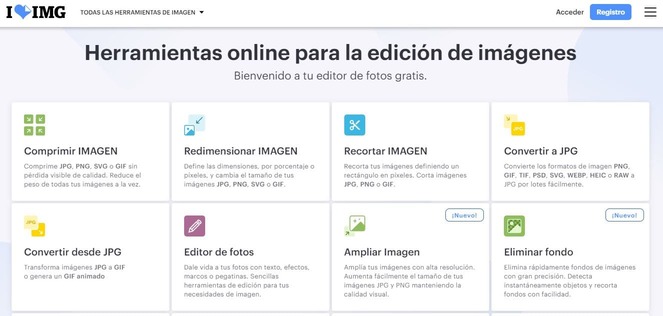 I IMG
TODAS LAS HERRAMIENTAS DE IMAGEN
Acceder
Registro
Herramientas online para la edición de imágenes
Bienvenido a tu editor de fotos gratis.
Comprimir IMAGEN
Comprime JPG, PNG, SVG o GIF sin
pérdida visible de calidad. Reduce el
peso de todas tus imágenes a la vez.
Redimensionar IMAGEN
Define las dimensiones, por porcentaje o
píxeles, y cambia el tamaño de tus
imágenes JPG, PNG, SVG o GIF.
Recortar IMAGEN
Recorta tus imágenes definiendo un
rectángulo en píxeles. Corta imágenes
JPG, PNG o GIF.
JPG
Convertir a JPG
Convierte los formatos de imagen PNG,
GIF, TIF, PSD, SVG, WEBP, HEIC o RAW a
JPG por lotes fácilmente.
JPG
Convertir desde JPG
Transforma imágenes JPG a GIF
o genera un GIF animado
Editor de fotos
Dale vida a tus fotos con texto, efectos,
marcos o pegatinas. Sencillas
herramientas de edición para tus
necesidades de imagen.
¡Nuevo!
Ampliar Imagen
Amplía tus imágenes con alta resolución.
Aumenta fácilmente el tamaño de tus
imágenes JPG y PNG manteniendo la
calidad visual.
¡Nuevo!
Eliminar fondo
Elimina rápidamente fondos de imágenes
con gran precisión. Detecta
instantáneamente objetos y recorta
fondos con facilidad.